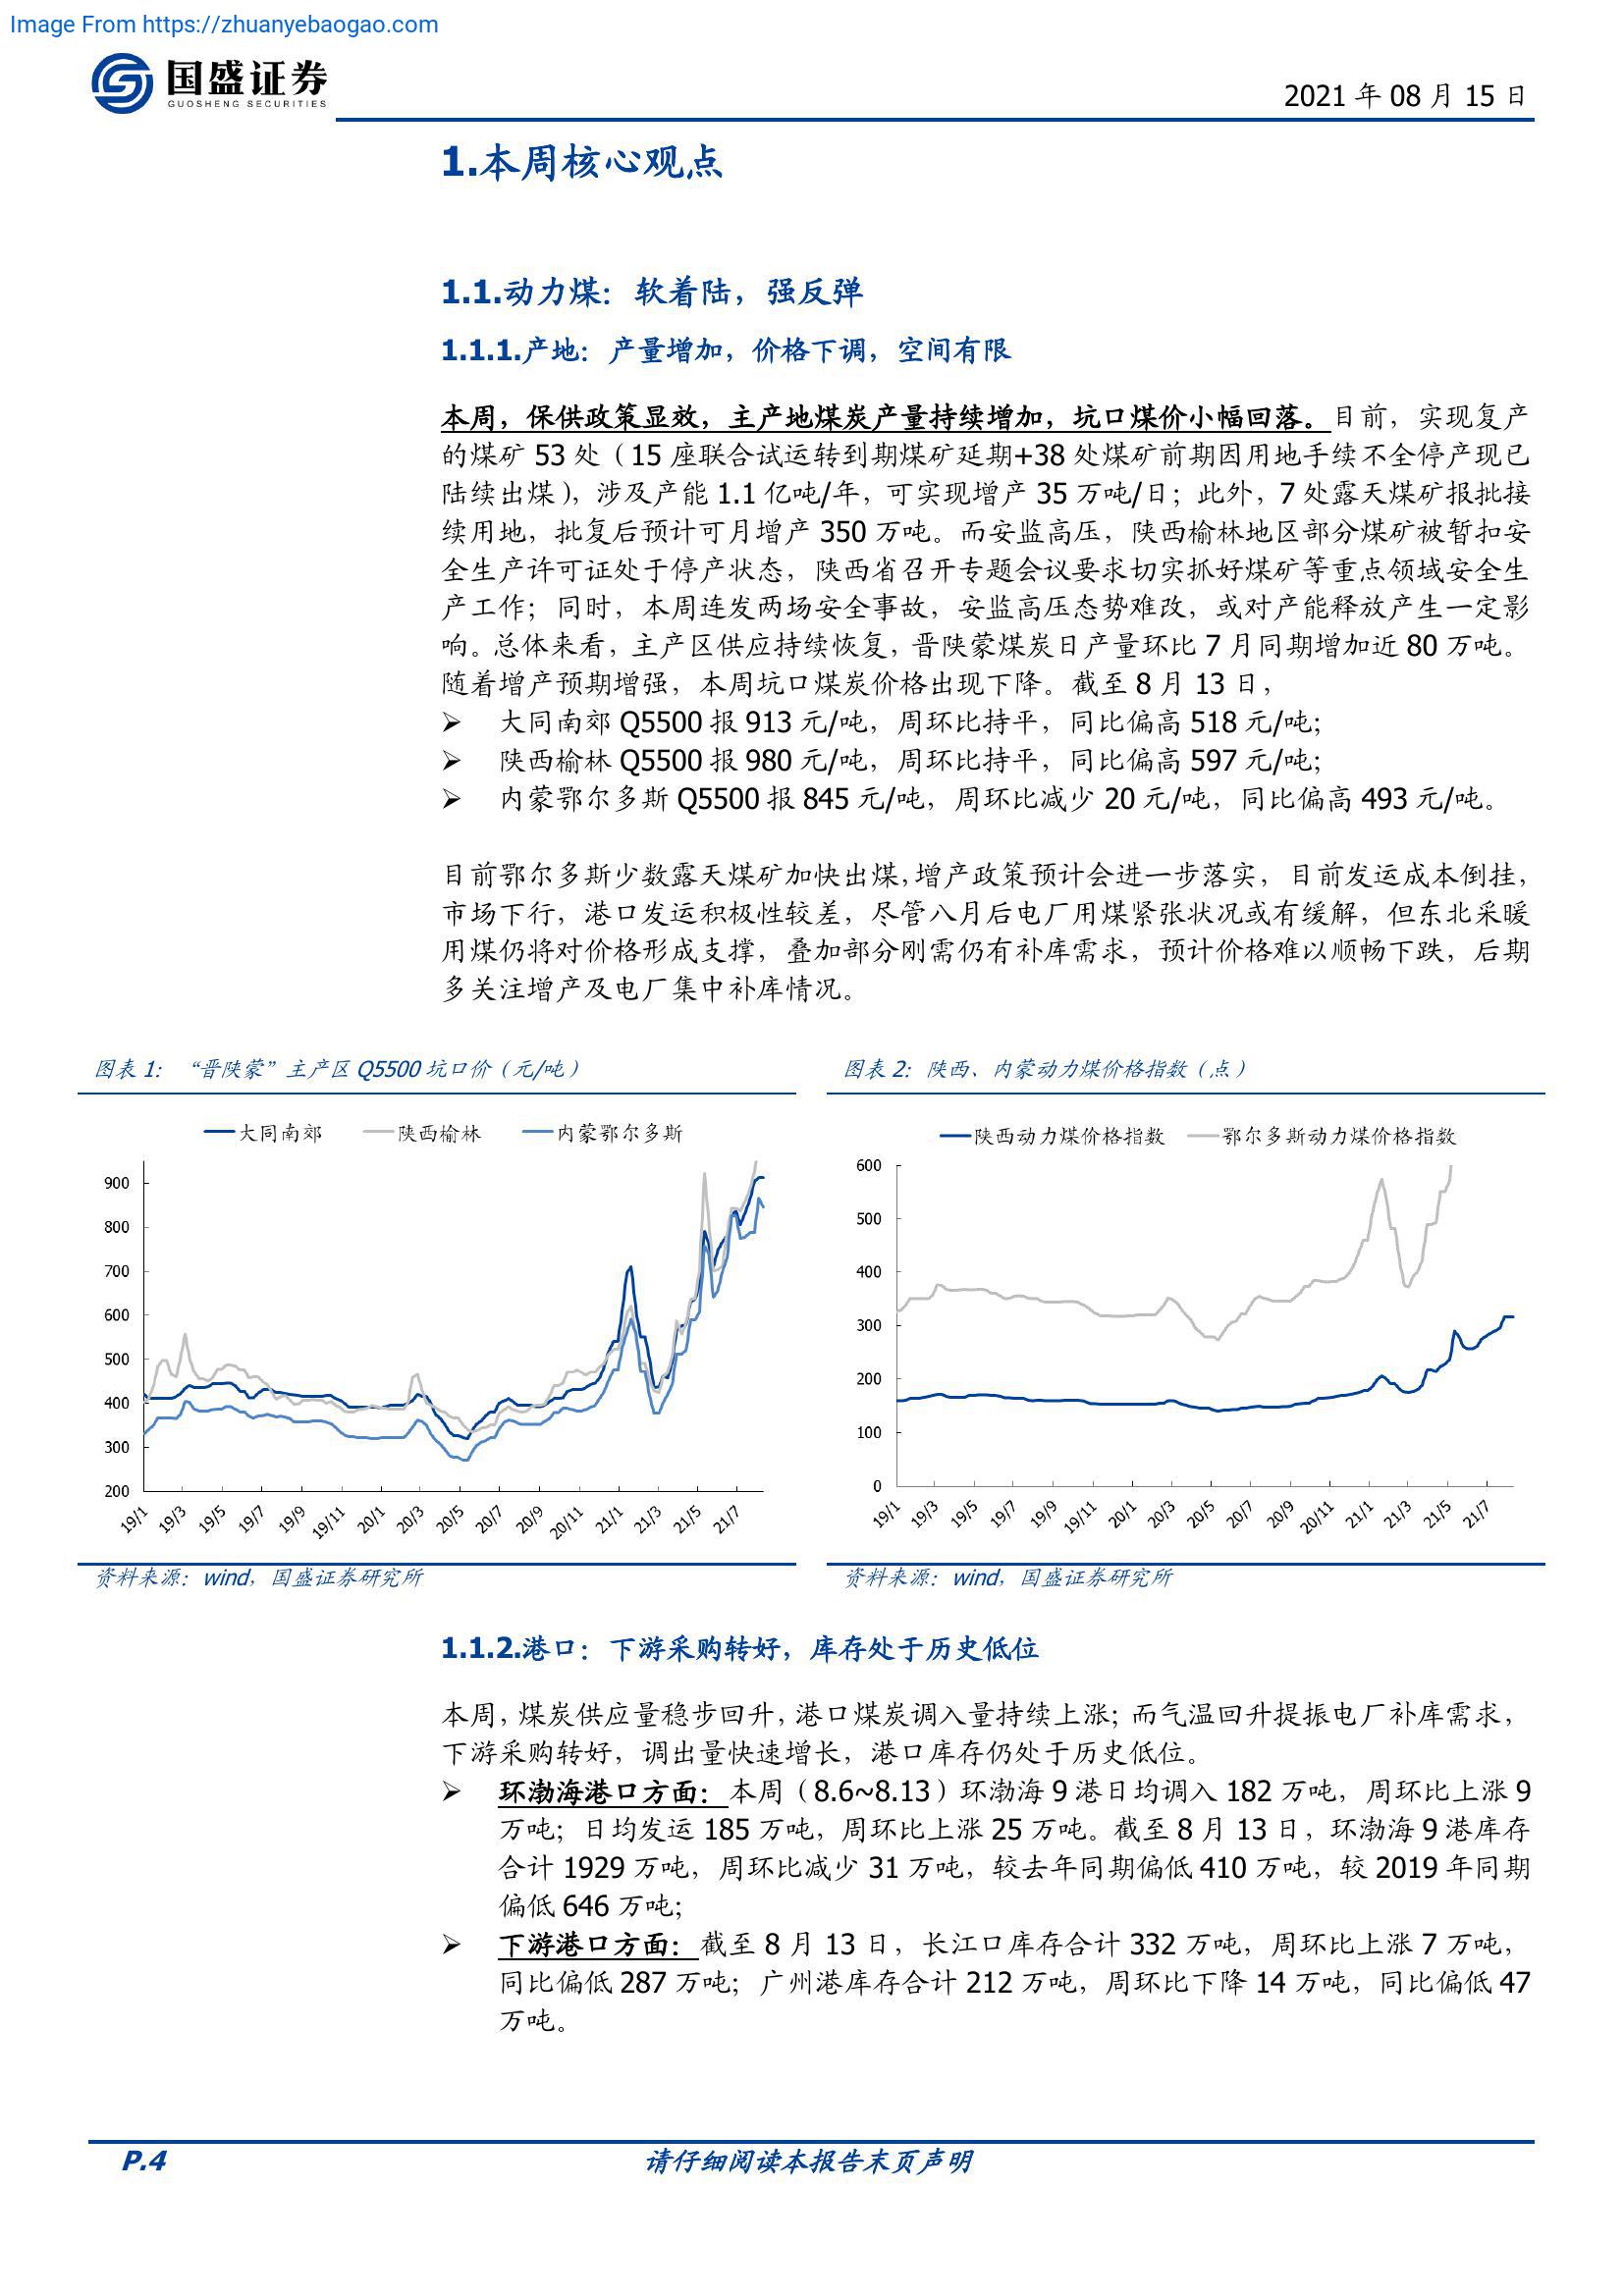 Image From https://zhuanyebaogao.com
国盛证券
GUOSHENG SECURITIES
2021 年 08 月 15 日
1.本周核心观点
1.1.动力煤：软着陆，强反弹
1.1.1.产地：产量增加，价格下调，空间有限
本周，保供政策显效，主产地煤炭产量持续增加，坑口煤价小幅回落。目前，实现复产
的煤矿 53 处（15 座联合试运转到期煤矿延期+38 处煤矿前期因用地手续不全停产现已
陆续出煤），涉及产能 1.1 亿吨/年，可实现增产 35 万吨/日；此外，7 处露天煤矿报批接
续用地，批复后预计可月增产 350 万吨。而安监高压，陕西榆林地区部分煤矿被暂扣安
全生产许可证处于停产状态，陕西省召开专题会议要求切实抓好煤矿等重点领域安全生
产工作；同时，本周连发两场安全事故，安监高压态势难改，或对产能释放产生一定影
响。总体来看，主产区供应持续恢复，晋陕蒙煤炭日产量环比 7 月同期增加近 80 万吨。
随着增产预期增强，本周坑口煤炭价格出现下降。截至 8 月 13 日，
➢ 大同南郊 Q5500 报 913 元/吨，周环比持平，同比偏高 518 元/吨；
➢ 陕西榆林 Q5500 报 980 元/吨，周环比持平，同比偏高 597 元/吨；
➢ 内蒙鄂尔多斯 Q5500 报 845 元/吨，周环比减少 20 元/吨，同比偏高 493 元/吨。
目前鄂尔多斯少数露天煤矿加快出煤，增产政策预计会进一步落实，目前发运成本倒挂，
市场下行，港口发运积极性较差，尽管八月后电厂用煤紧张状况或有缓解，但东北采暖
用煤仍将对价格形成支撑，叠加部分刚需仍有补库需求，预计价格难以顺畅下跌，后期
多关注增产及电厂集中补库情况。
图表 1：“晋陕蒙”主产区 Q5500 坑口价（元/吨）
大同南郊 陕西榆林 内蒙鄂尔多斯
900
800
700
600
500
400
300
200
19/1 19/3 19/5 19/7 19/9 19/11 20/1 20/3 20/5 20/7 20/9 20/11 21/1 21/3 21/5 21/7
资料来源：wind，国盛证券研究所
图表 2：陕西、内蒙动力煤价格指数（点）
陕西动力煤价格指数 鄂尔多斯动力煤价格指数
600
500
400
300
200
100
0
19/1 19/3 19/5 19/7 19/9 19/11 20/1 20/3 20/5 20/7 20/9 20/11 21/1 21/3 21/5 21/7
资料来源：wind，国盛证券研究所
1.1.2.港口：下游采购转好，库存处于历史低位
本周，煤炭供应量稳步回升，港口煤炭调入量持续上涨；而气温回升提振电厂补库需求，
下游采购转好，调出量快速增长，港口库存仍处于历史低位。
➢ 环渤海港口方面：本周（8.6~8.13）环渤海 9 港日均调入 182 万吨，周环比上涨 9
万吨；日均发运 185 万吨，周环比上涨 25 万吨。截至 8 月 13 日，环渤海 9 港库存
合计 1929 万吨，周环比减少 31 万吨，较去年同期偏低 410 万吨，较 2019 年同期
偏低 646 万吨；
➢ 下游港口方面：截至 8 月 13 日，长江口库存合计 332 万吨，周环比上涨 7 万吨，
同比偏低 287 万吨；广州港库存合计 212 万吨，周环比下降 14 万吨，同比偏低 47
万吨。
P.4
请仔细阅读本报告末页声明